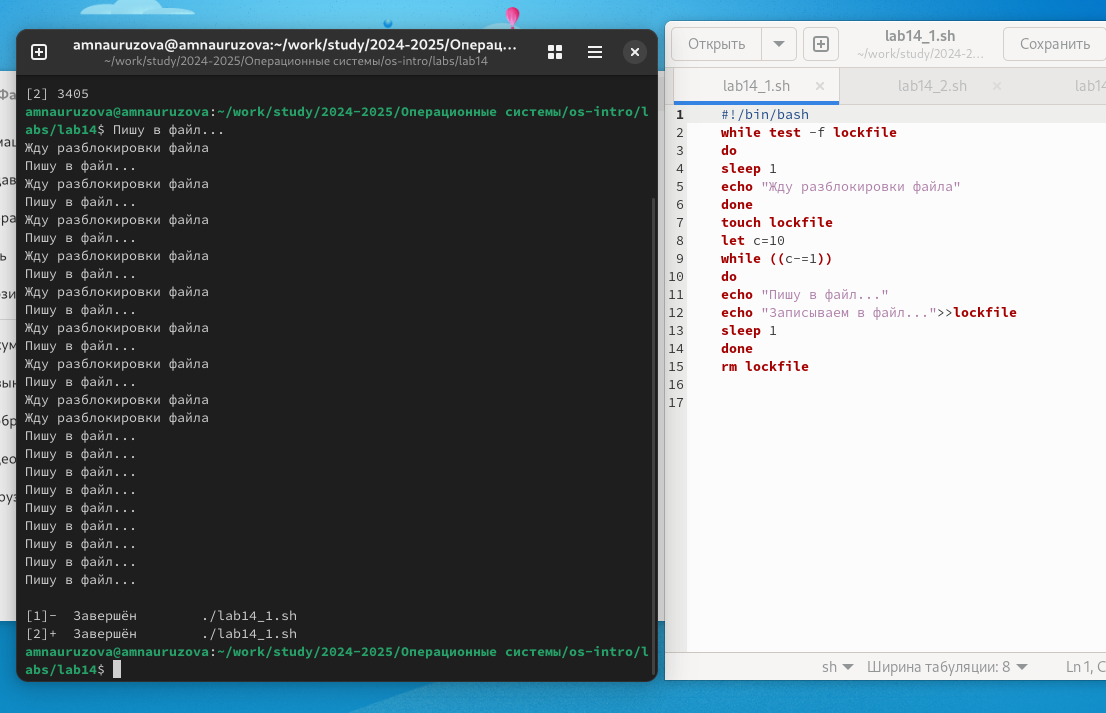 amnauruzova@amnauruzova:~/work/study/2024-2025/Операц...
~/work/study/2024-2025/Операционные системы/os-intro/labs/lab14
[2] 3405
amnauruzova@amnauruzova:~/work/study/2024-2025/Операционные системы/os-intro/l
abs/lab14$ Пишу в файл...
Жду разблокировки файла
Пишу в файл...
Жду разблокировки файла
Пишу в файл...
Жду разблокировки файла
Пишу в файл...
Жду разблокировки файла
Пишу в файл...
Жду разблокировки файла
Пишу в файл...
Жду разблокировки файла
Пишу в файл...
Жду разблокировки файла
Пишу в файл...
Жду разблокировки файла
Жду разблокировки файла
Пишу в файл...
Пишу в файл...
Пишу в файл...
Пишу в файл...
Пишу в файл...
Пишу в файл...
Пишу в файл...
Пишу в файл...
Пишу в файл...
[1]- Завершён ./lab14_1.sh
[2]+ Завершён ./lab14_1.sh
amnauruzova@amnauruzova:~/work/study/2024-2025/Операционные системы/os-intro/l
abs/lab14$
Открыть
lab14_1.sh
~/work/study/2024-2...
Сохранить
lab14_1.sh
lab14_2.sh
lab14
1 #!/bin/bash
2 while test -f lockfile
3 do
4 sleep 1
5 echo "Жду разблокировки файла"
6 done
7 touch lockfile
8 let c=10
9 while ((c-=1))
10 do
11 echo "Пишу в файл..."
12 echo "Записываем в файл...">>lockfile
13 sleep 1
14 done
15 rm lockfile
16
17
sh
Ширина табуляции: 8
Ln 1, C